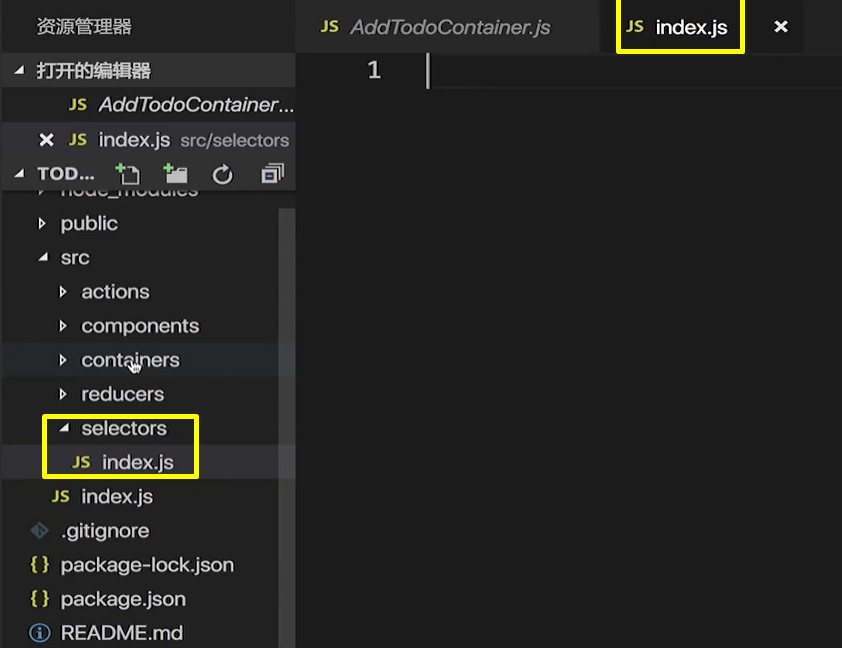 资源管理器
JS AddTodoContainer.js
JS index.js ×
打开的编辑器
JS AddTodoContainer...
× JS index.js src/selectors
TOD...
1
node_modules
public
src
actions
components
containers
reducers
selectors
JS index.js
JS index.js
.gitignore
{} package-lock.json
{} package.json
README.md